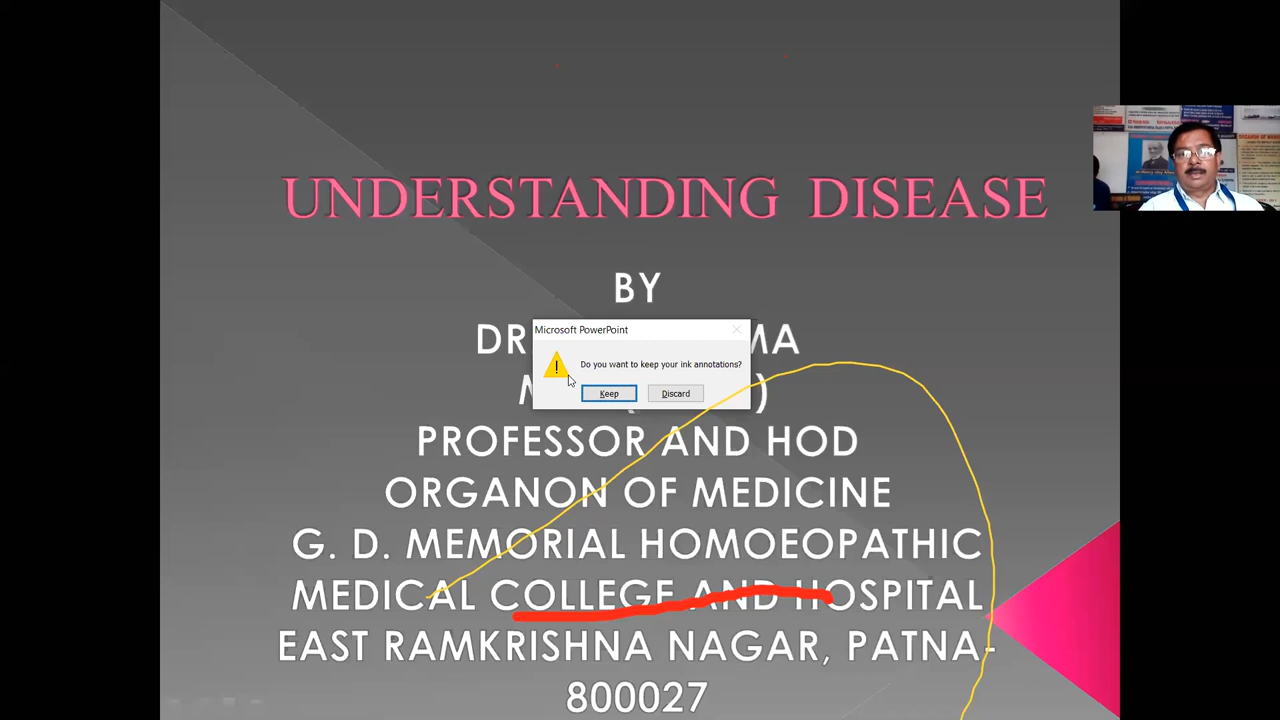 UNDERSTANDING DISEASE
BY
DR MA
Microsoft PowerPoint
Do you want to keep your ink annotations?
Keep Discard
PROFESSOR AND HOD
ORGANON OF MEDICINE
G. D. MEMORIAL HOMOEOPATHIC
MEDICAL COLLEGE AND HOSPITAL
EAST RAMKRISHNA NAGAR, PATNA-
800027